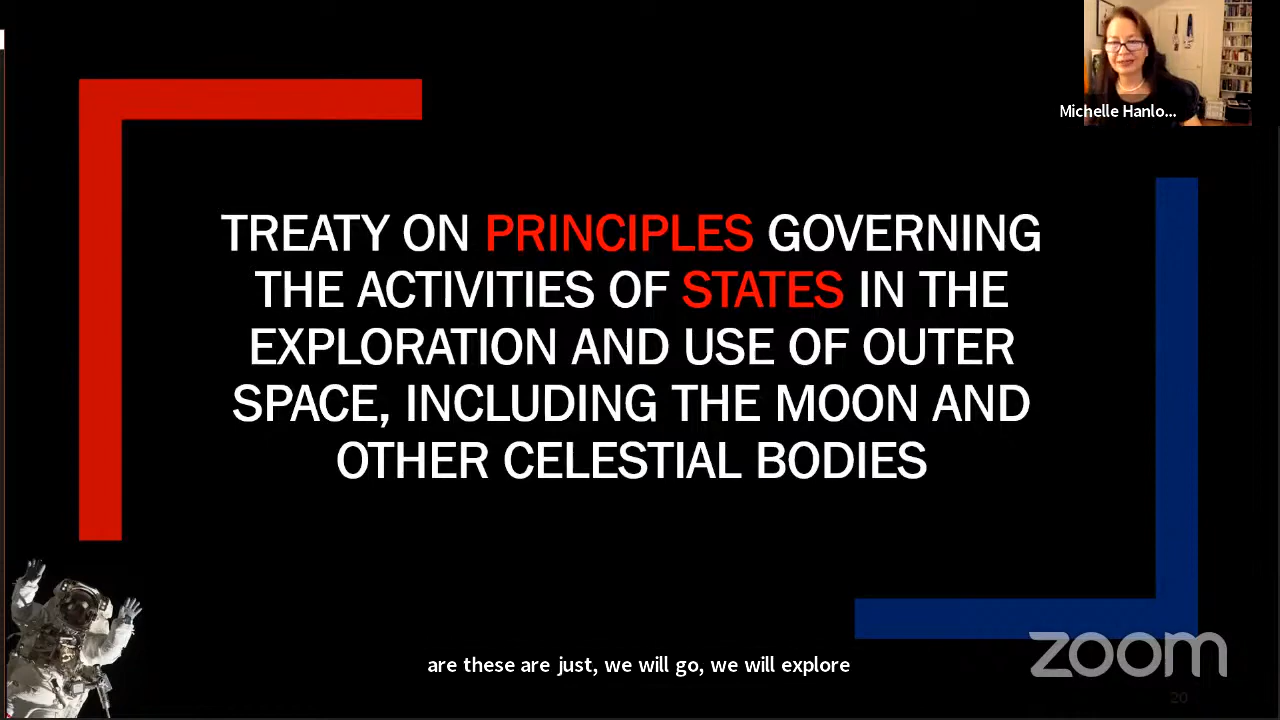 Michelle Hanlo...
TREATY ON PRINCIPLES GOVERNING
THE ACTIVITIES OF STATES IN THE
EXPLORATION AND USE OF OUTER
SPACE, INCLUDING THE MOON AND
OTHER CELESTIAL BODIES
are these are just, we will go, we will explore
zoom
20